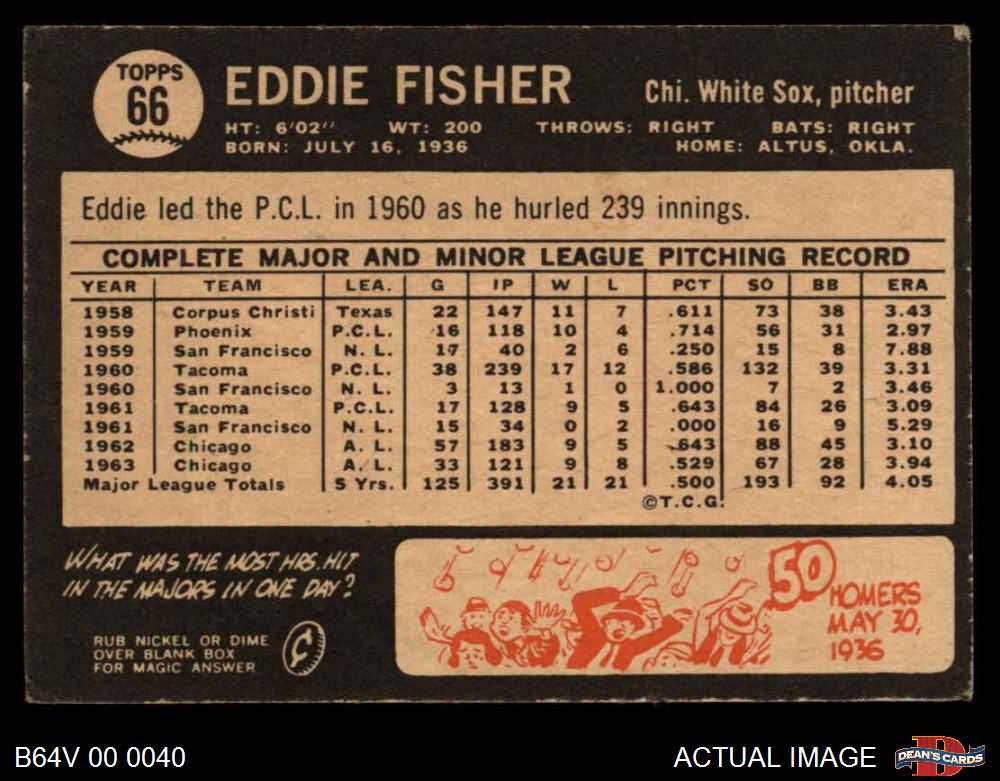 TOPPS
66
EDDIE FISHER
Chi. White Sox, pitcher
HT: 6'02" WT: 200 THROWS: RIGHT BATS: RIGHT
BORN: JULY 16, 1936 HOME: ALTUS, OKLA.
Eddie led the P.C.L. in 1960 as he hurled 239 innings.
COMPLETE MAJOR AND MINOR LEAGUE PITCHING RECORD
YEAR TEAM LEA. G IP W L PCT SO BB ERA
1958 Corpus Christi Texas 22 147 11 7 .611 73 38 3.43
1959 Phoenix P.C.L. 16 118 10 4 .714 56 31 2.97
1959 San Francisco N. L. 17 40 2 6 .250 15 8 7.88
1960 Tacoma P.C.L. 38 239 17 12 .586 132 39 3.31
1960 San Francisco N. L. 3 13 1 0 1.000 7 2 3.46
1961 Tacoma P.C.L. 17 128 9 5 .643 84 26 3.09
1961 San Francisco N. L. 15 34 0 2 .000 16 9 5.29
1962 Chicago A. L. 57 183 9 5 .643 88 45 3.10
1963 Chicago A. L. 33 121 9 8 .529 67 28 3.94
Major League Totals 5 Yrs. 125 391 21 21 .500 193 92 4.05
©T.C.G.
WHAT WAS THE MOST HRS. HIT
IN THE MAJORS IN ONE DAY?
RUB NICKEL OR DIME
OVER BLANK BOX
FOR MAGIC ANSWER
50
HOMERS
MAY 30,
1936
B64V 00 0040
ACTUAL IMAGE
D
DEAN'S CARDS